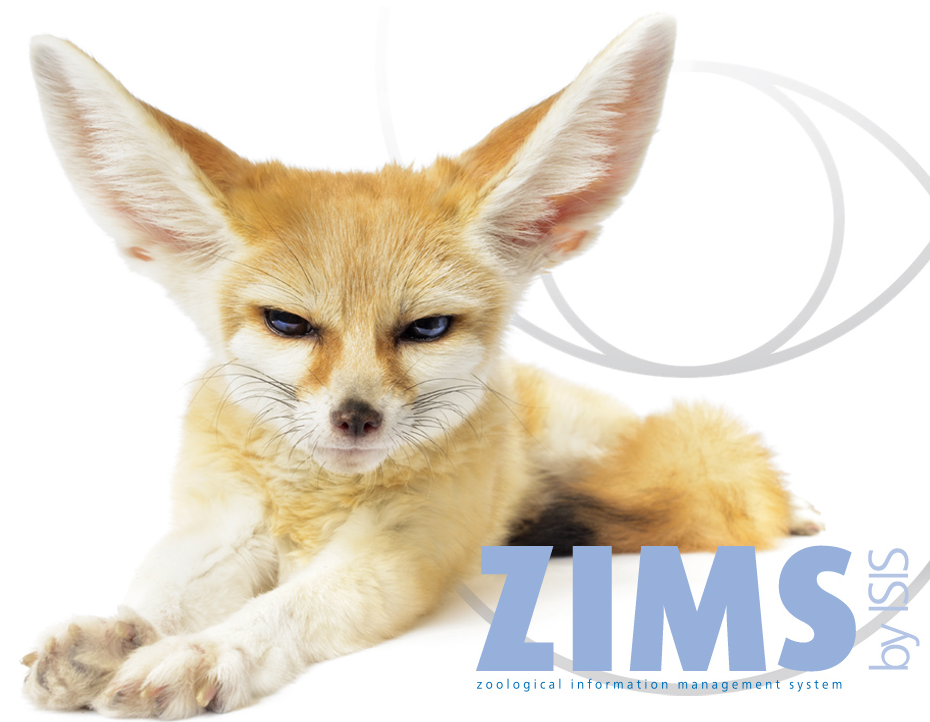 ZIMS
by ISIS
zoological information management system